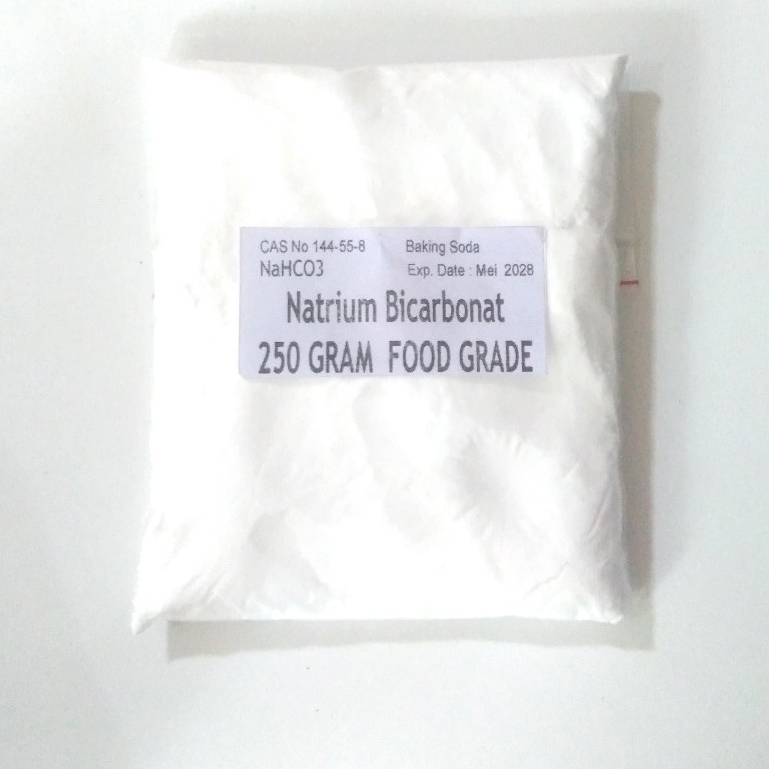 CAS No 144-55-8 Baking Soda
NaHCO3 Exp. Date : Mei 2028
Natrium Bicarbonat
250 GRAM FOOD GRADE